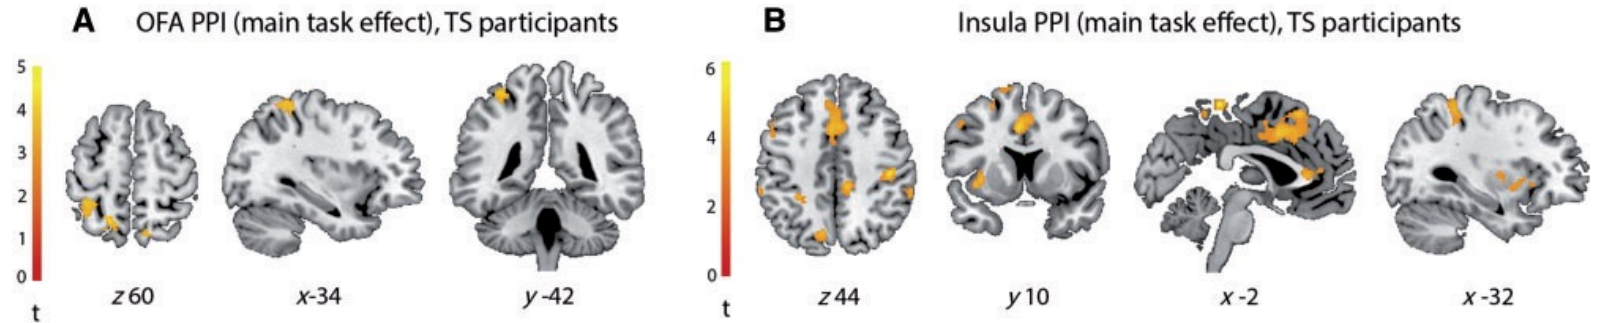 A OFA PPI (main task effect), TS participants
5
4
3
2
1
0
t
z 60
x-34
y -42
B Insula PPI (main task effect), TS participants
6
4
2
0
t
z 44
y 10
x -2
x -32